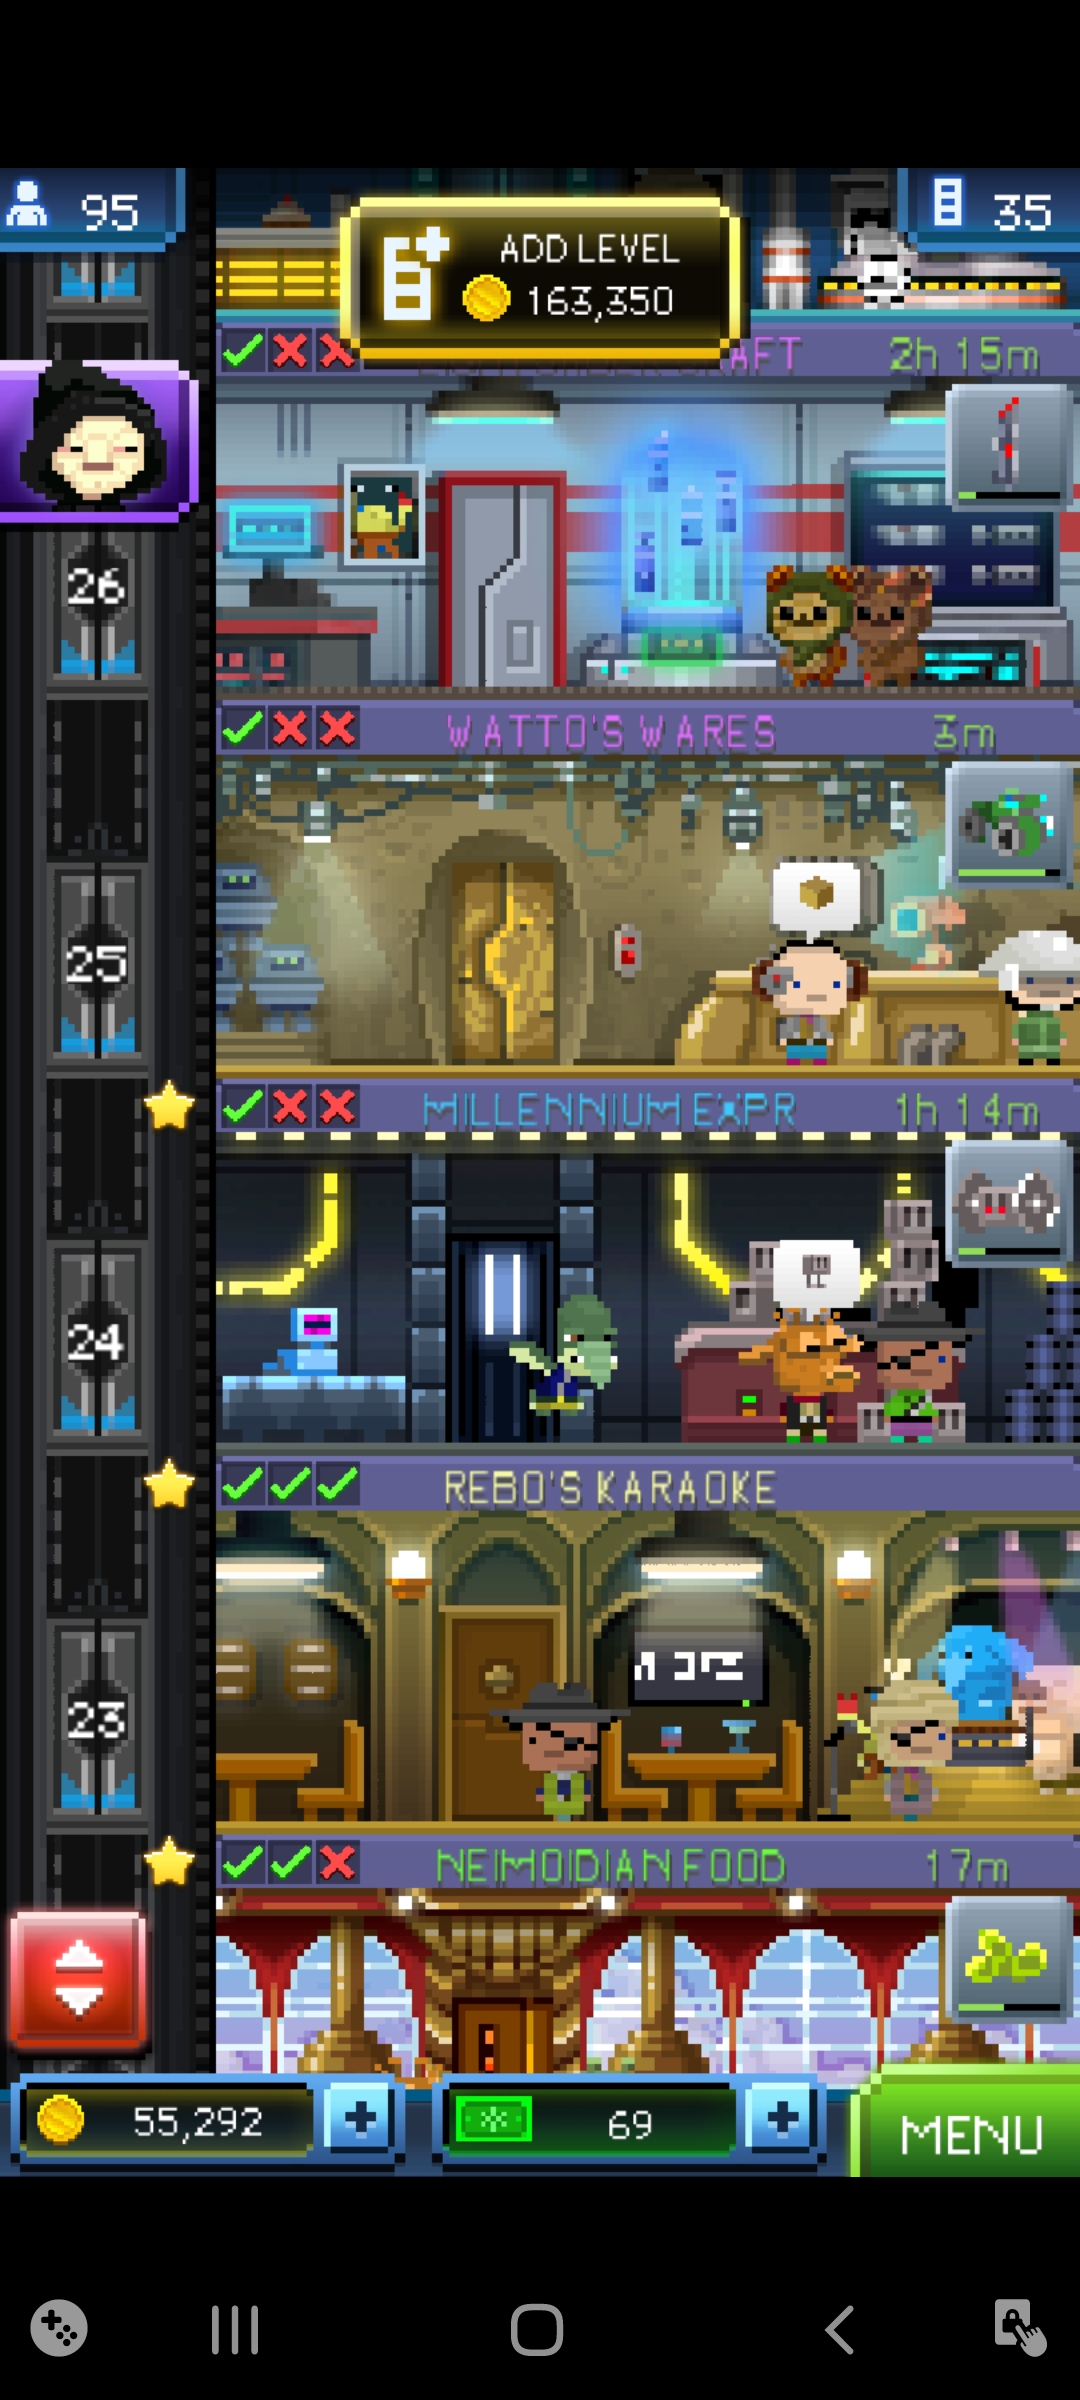 95
ADD LEVEL
163,350
35
AFT
2h 15m
26
WATTO'S WARES
3m
25
MILLENNIUM EXPR
1h 14m
24
REBO'S KARAOKE
23
NEIMOIDIAN FOOD
17m
55,292
69
MENU